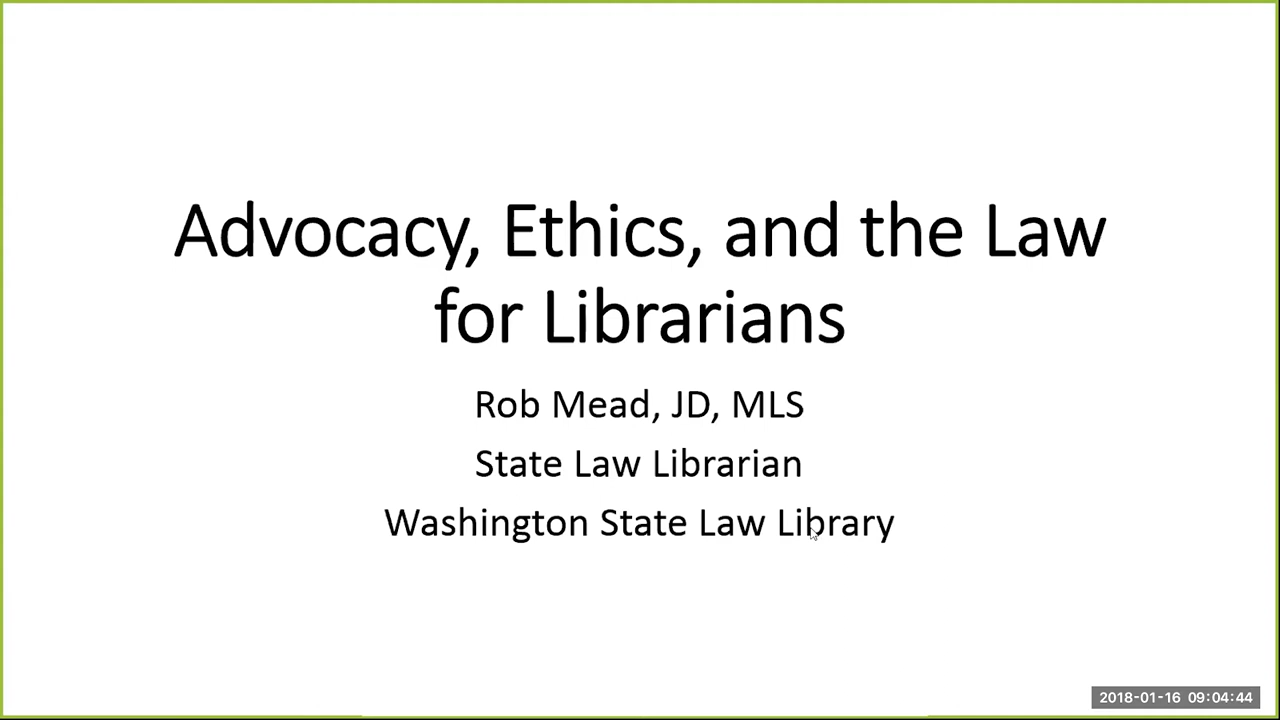 Advocacy, Ethics, and the Law
for Librarians
Rob Mead, JD, MLS
State Law Librarian
Washington State Law Library
2018-01-16 09:04:44